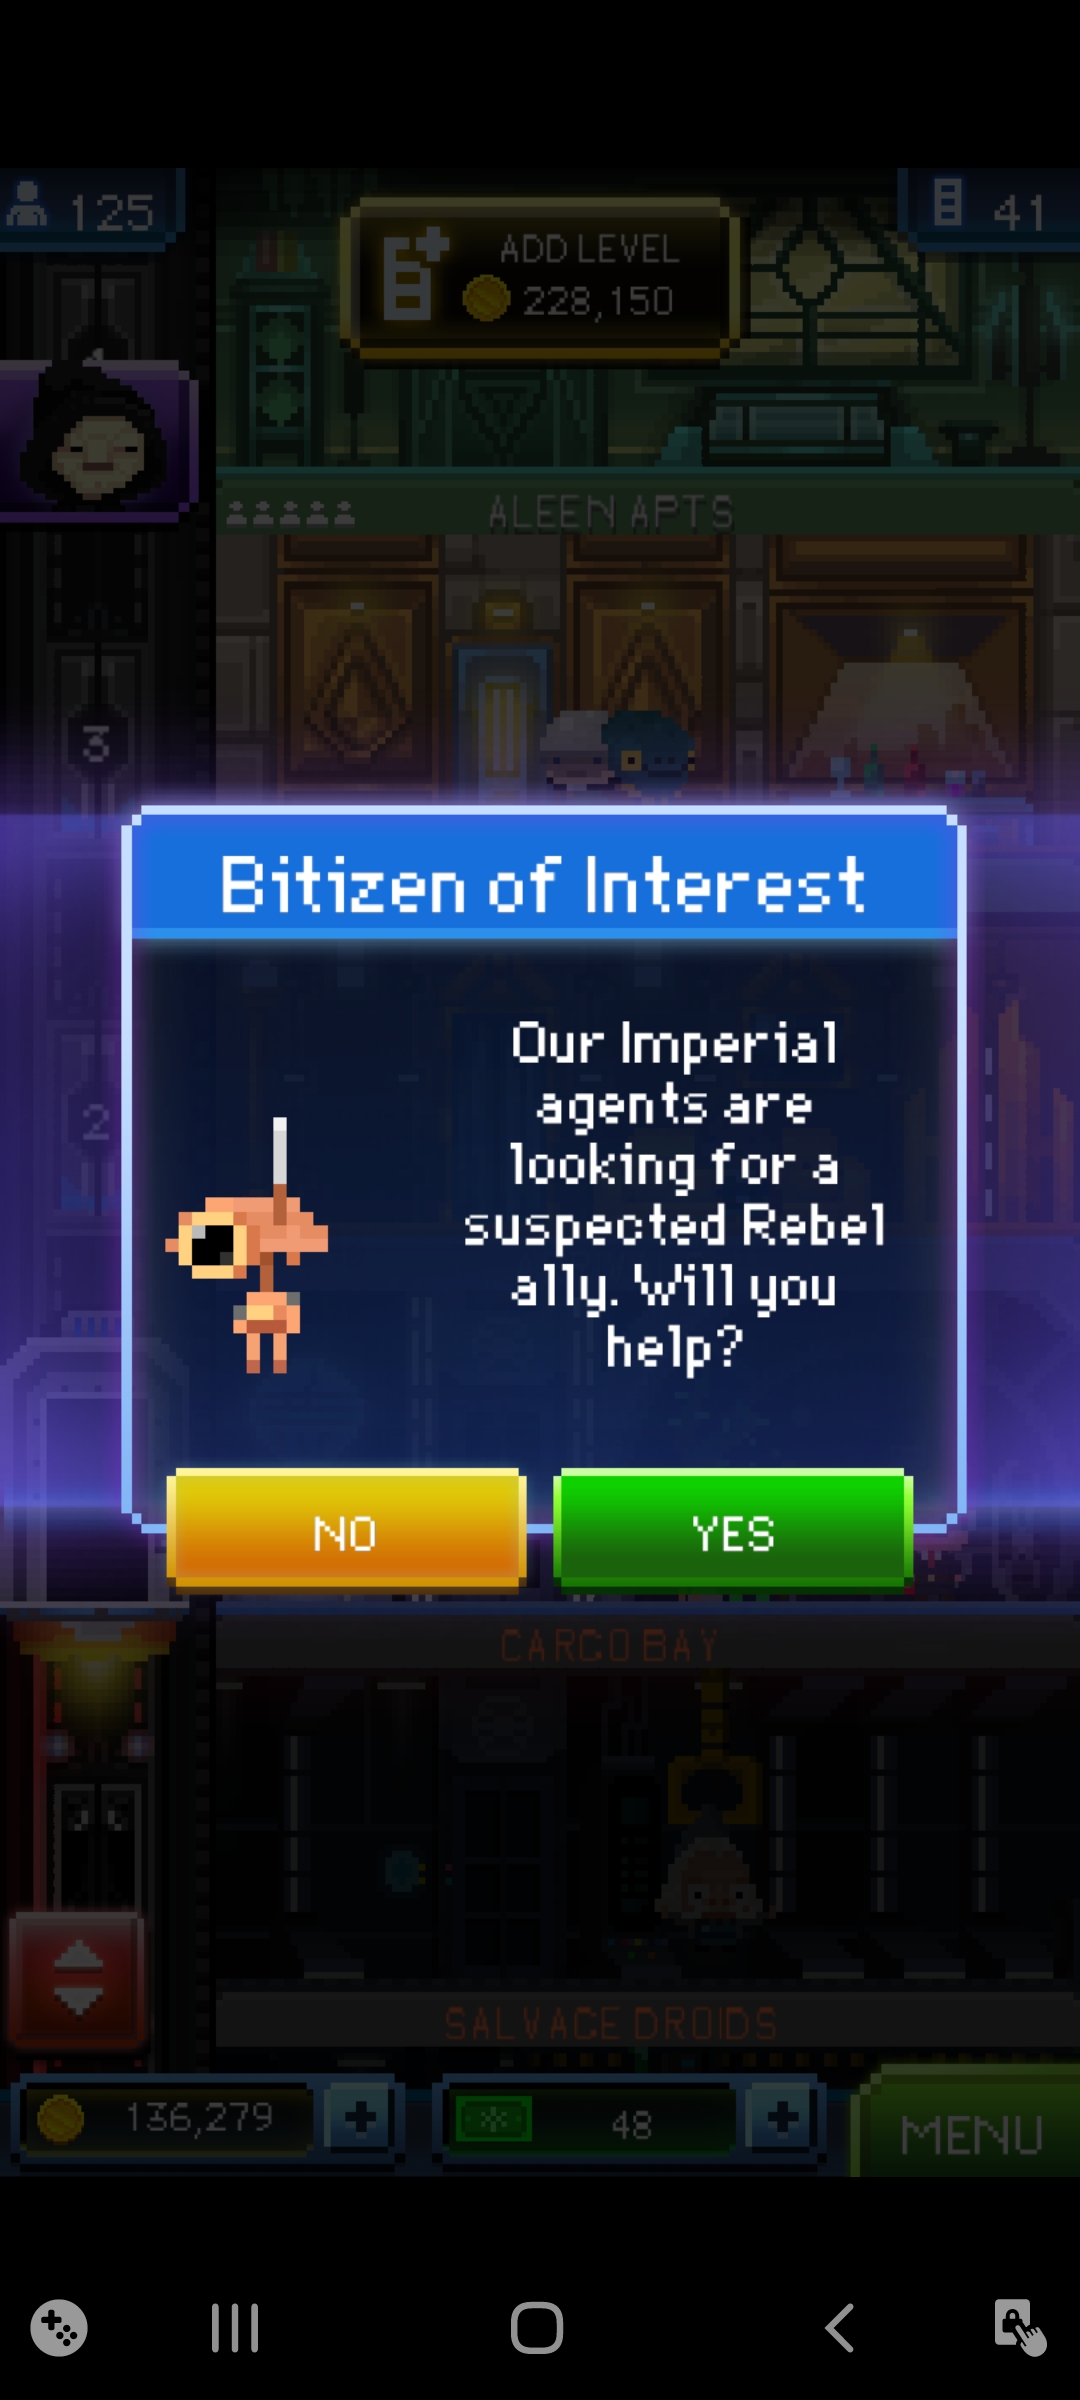 125
41
ADD LEVEL
228,150
ALEEN APTS
3
Bitizen of Interest
Our Imperial
agents are
looking for a
suspected Rebel
ally. Will you
help?
2
NO
YES
CARGO BAY
SALVAGE DROIDS
136,279
48
MENU